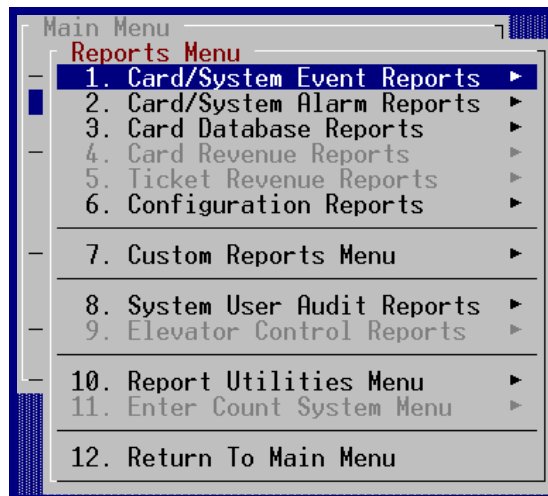 Main Menu
Reports Menu
1. Card/System Event Reports
2. Card/System Alarm Reports
3. Card Database Reports
4. Card Revenue Reports
5. Ticket Revenue Reports
6. Configuration Reports
7. Custom Reports Menu
8. System User Audit Reports
9. Elevator Control Reports
10. Report Utilities Menu
11. Enter Count System Menu
12. Return To Main Menu